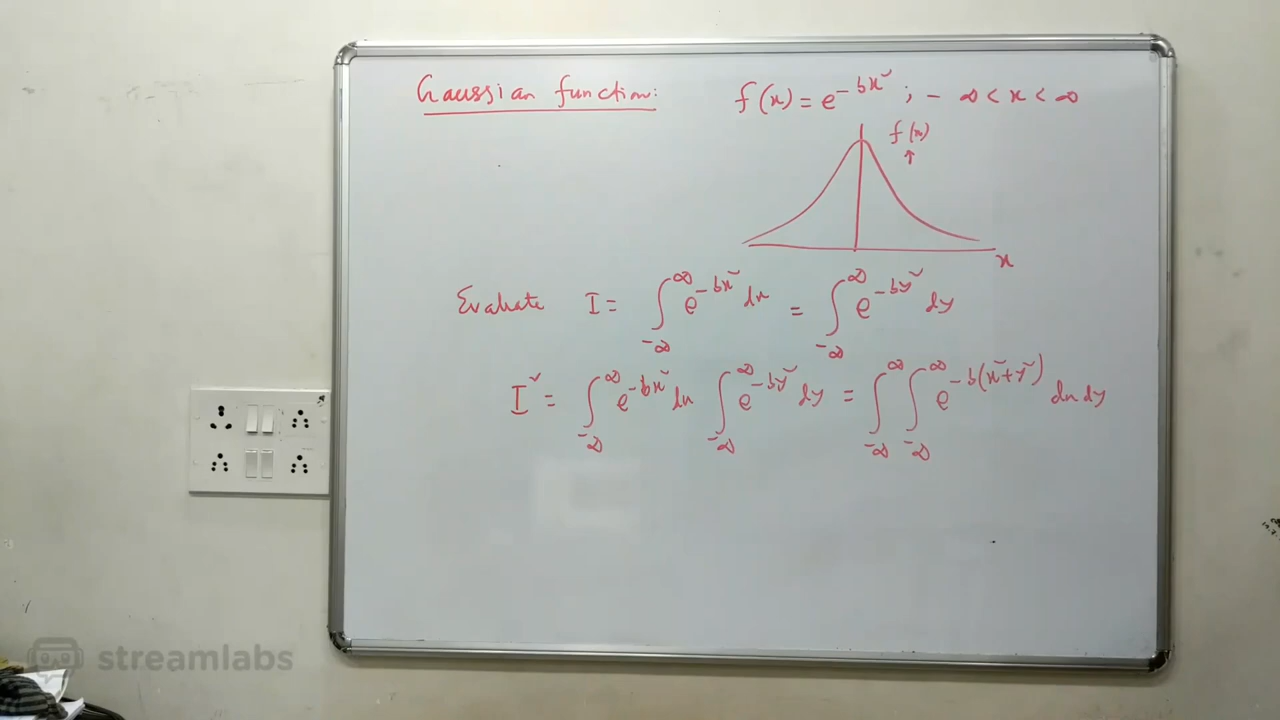 Gaussian function: f(x) = e^{-bx²} ; -∞ < x < ∞
f(x)
↑
x
Evaluate I = ∫_{-∞}^{∞} e^{-bx²} dx = ∫_{-∞}^{∞} e^{-by²} dy
I² = ∫_{-∞}^{∞} e^{-bx²} dx ∫_{-∞}^{∞} e^{-by²} dy = ∫_{-∞}^{∞} ∫_{-∞}^{∞} e^{-b(x²+y²)} dx dy
streamlabs